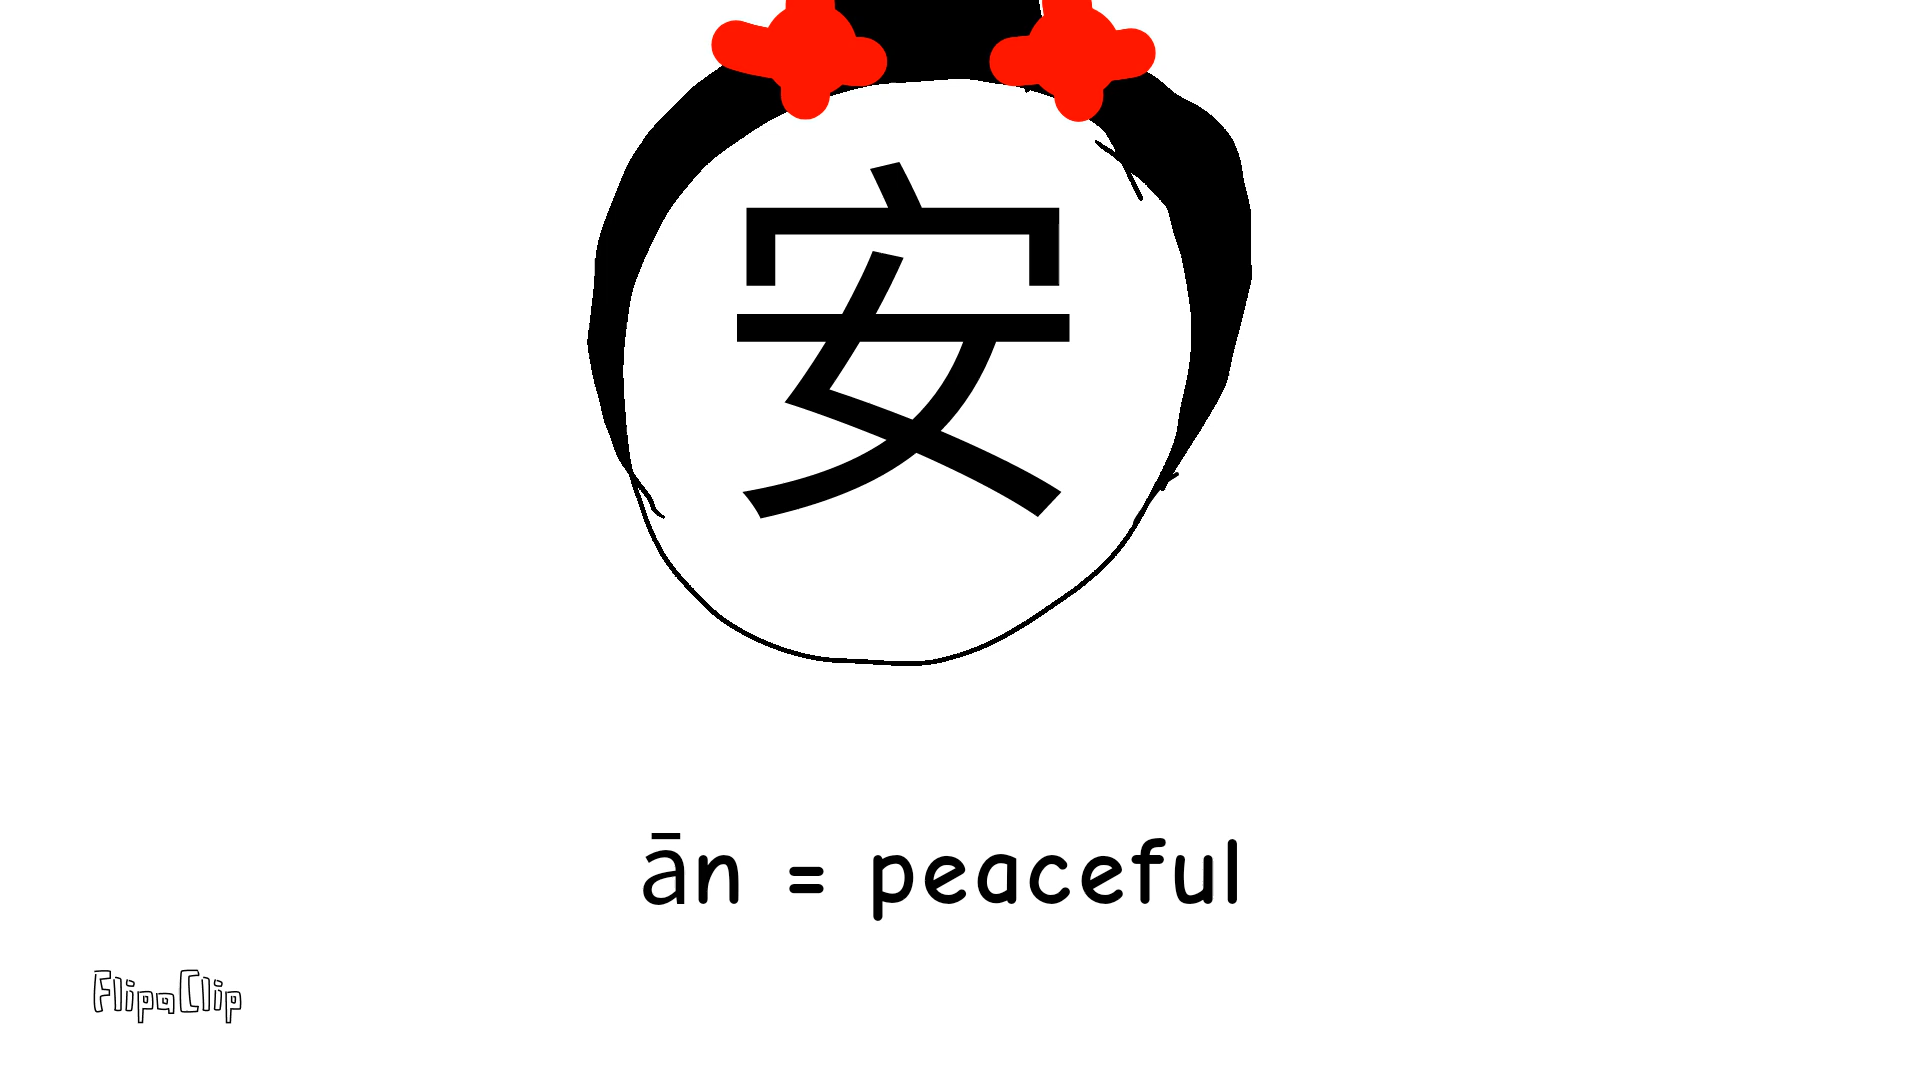 安
ān = peaceful
FlipaClip